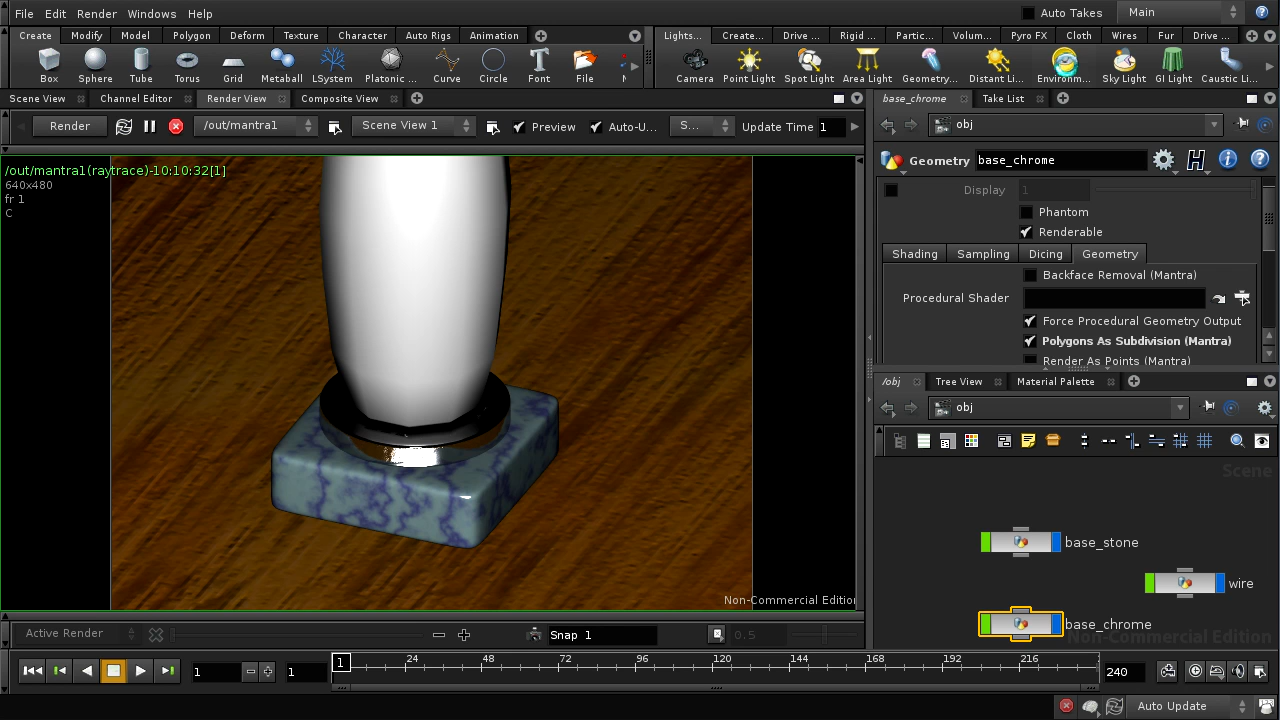 File Edit Render Windows Help Auto Takes Main
Create Modify Model Polygon Deform Texture Character Auto Rigs Animation Lights... Create... Drive ... Rigid ... Partic... Volum... Pyro FX Cloth Wires Fur Drive ...
Box Sphere Tube Torus Grid Metaball LSystem Platonic ... Curve Circle Font File Camera Point Light Spot Light Area Light Geometry... Distant Li... Environm... Sky Light GI Light Caustic Li...
Scene View Channel Editor Render View Composite View base_chrome Take List
Render /out/mantra1 Scene View 1 Preview Auto-U... S... Update Time 1 obj
/out/mantra1(raytrace)-10:10:32[1]
640x480
fr 1
C
Geometry base_chrome
Display 1
Phantom
Renderable
Shading Sampling Dicing Geometry
Backface Removal (Mantra)
Procedural Shader
Force Procedural Geometry Output
Polygons As Subdivision (Mantra)
Render As Points (Mantra)
/obj Tree View Material Palette
obj
Scene
base_stone
wire
base_chrome
Non-Commercial Edition
Non-Commercial Editio
Active Render Snap 1 0.5
1 1 1 24 48 72 96 120 144 168 192 216 240
Auto Update